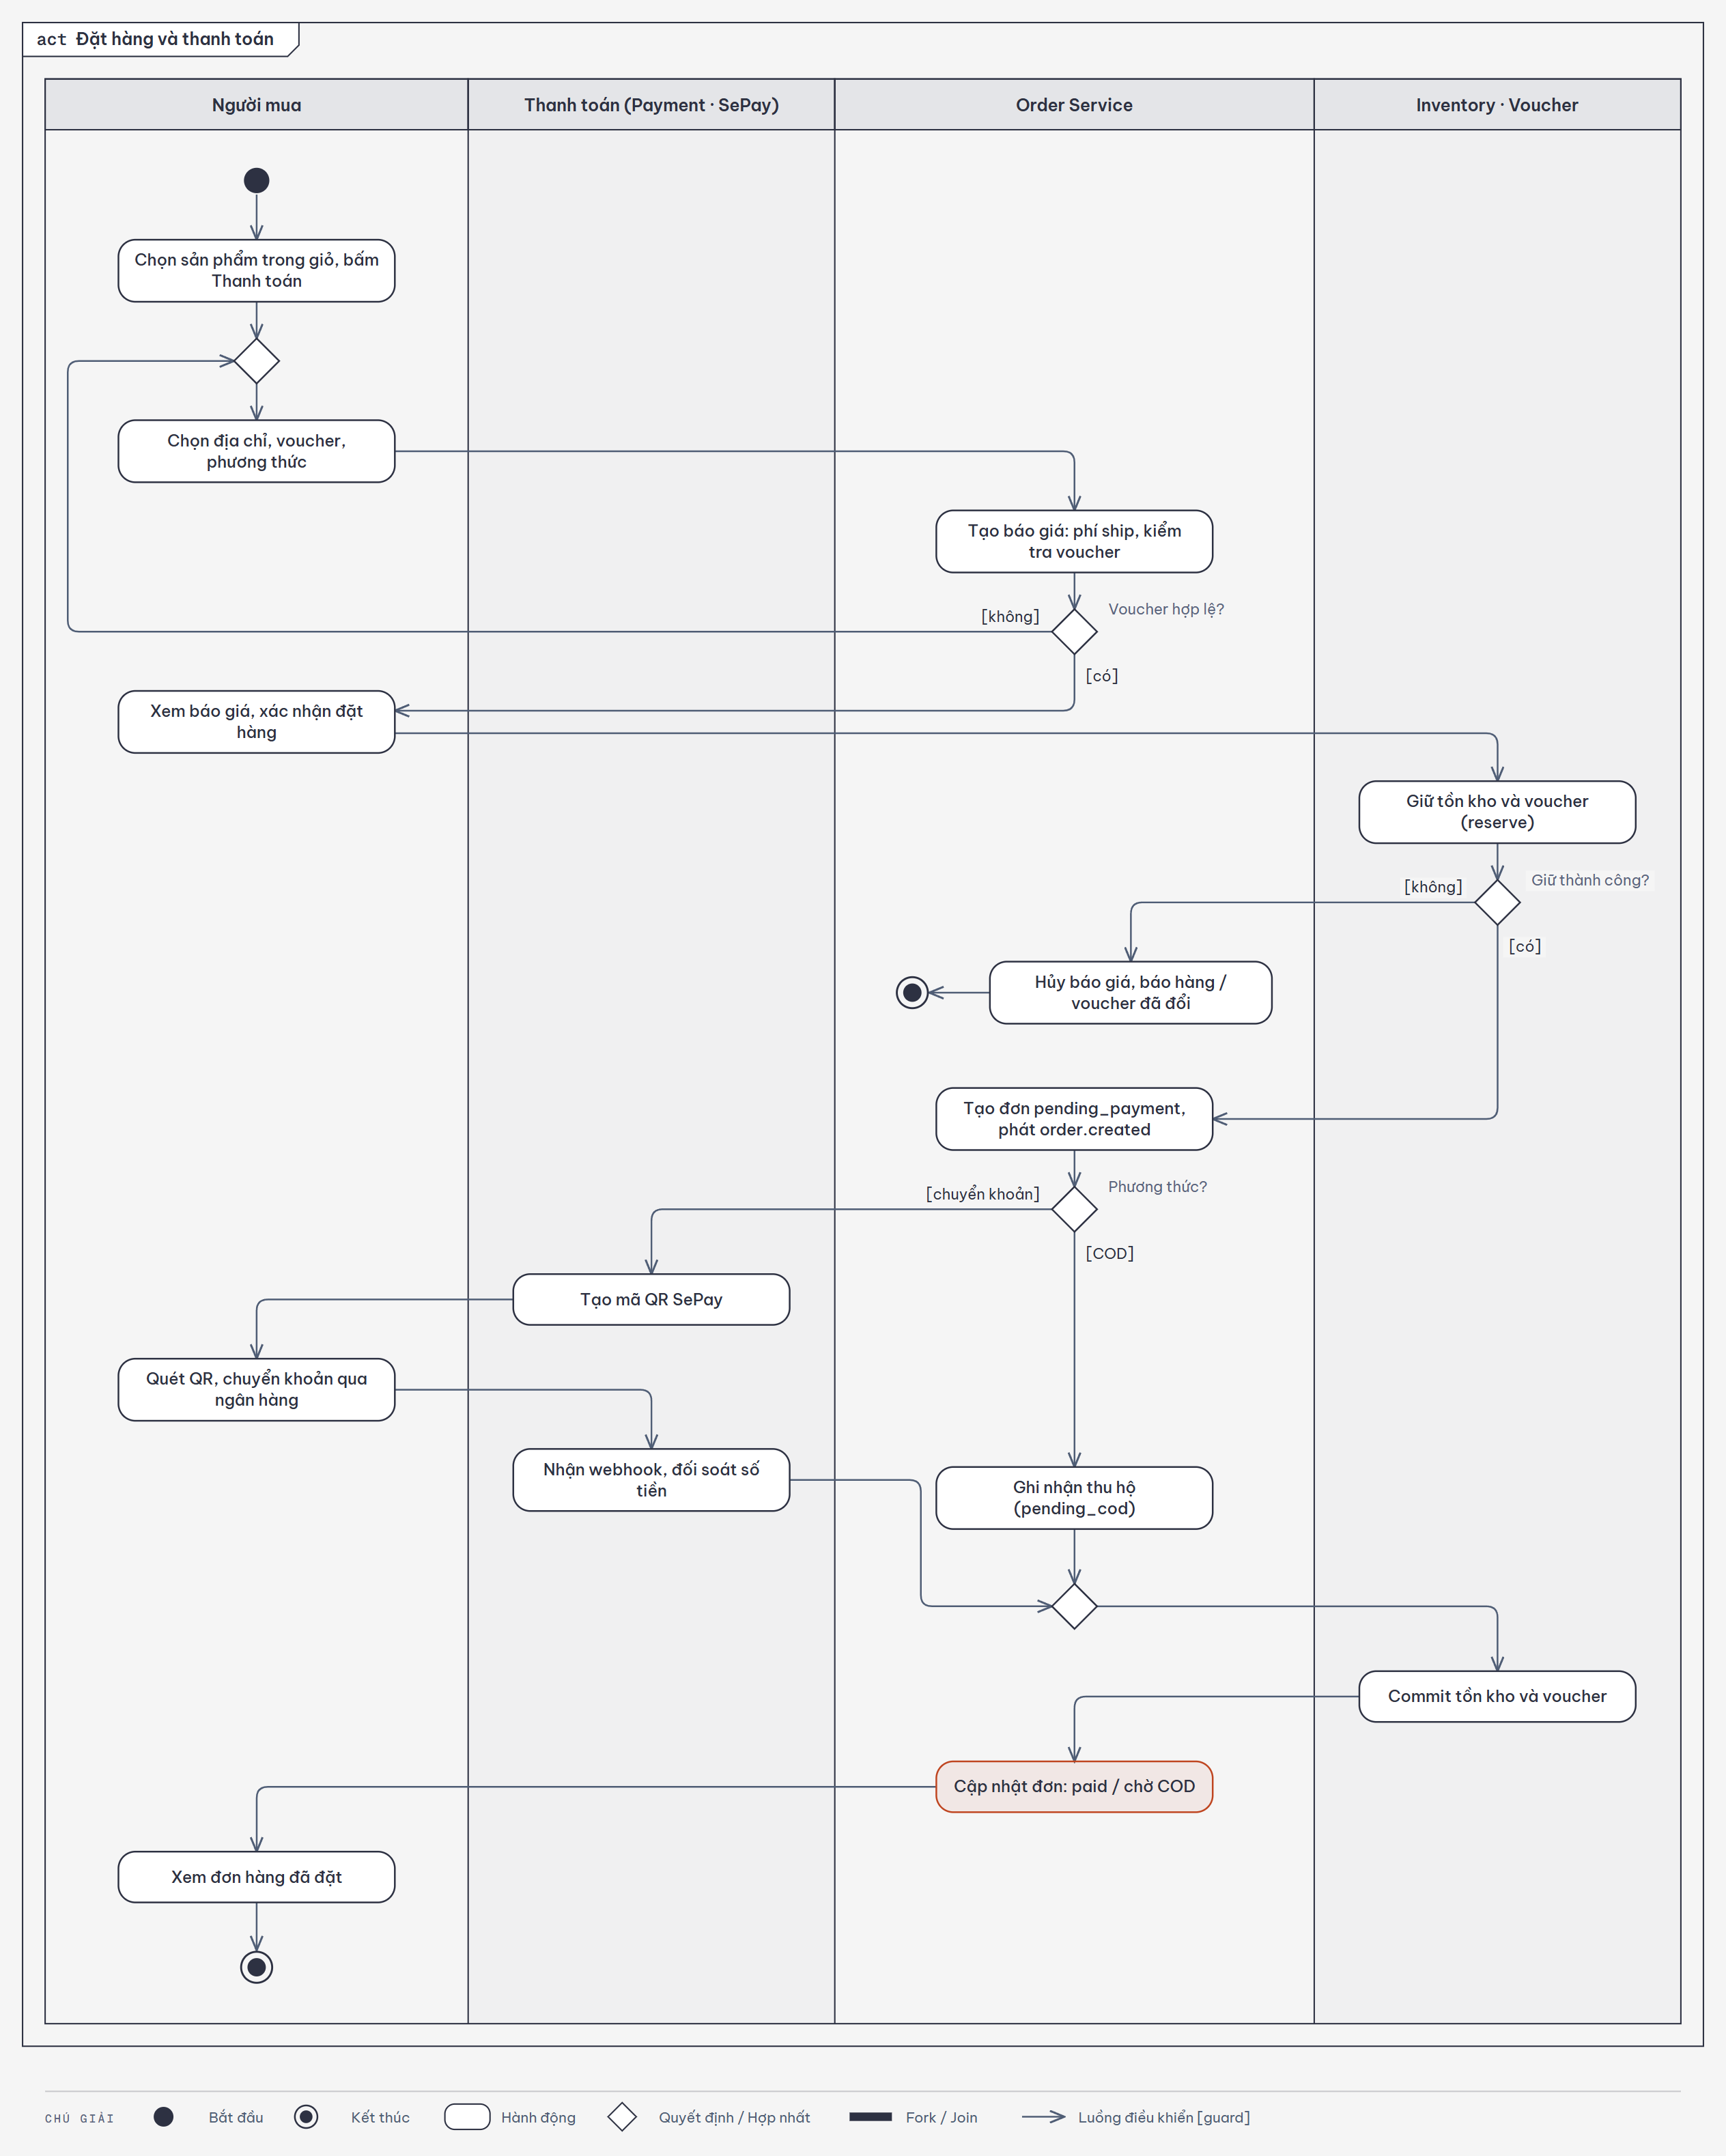 act Đặt hàng và thanh toán
Người mua
Thanh toán (Payment · SePay)
Order Service
Inventory · Voucher
Chọn sản phẩm trong giỏ, bấm
Thanh toán
Chọn địa chỉ, voucher,
phương thức
Tạo báo giá: phí ship, kiểm
tra voucher
[không]
Voucher hợp lệ?
[có]
Xem báo giá, xác nhận đặt
hàng
Giữ tồn kho và voucher
(reserve)
[không]
Giữ thành công?
[có]
Hủy báo giá, báo hàng /
voucher đã đổi
Tạo đơn pending_payment,
phát order.created
[chuyển khoản]
Phương thức?
[COD]
Tạo mã QR SePay
Quét QR, chuyển khoản qua
ngân hàng
Nhận webhook, đối soát số
tiền
Ghi nhận thu hộ
(pending_cod)
Commit tồn kho và voucher
Cập nhật đơn: paid / chờ COD
Xem đơn hàng đã đặt
CHÚ GIẢI
Bắt đầu
Kết thúc
Hành động
Quyết định / Hợp nhất
Fork / Join
Luồng điều khiển [guard]